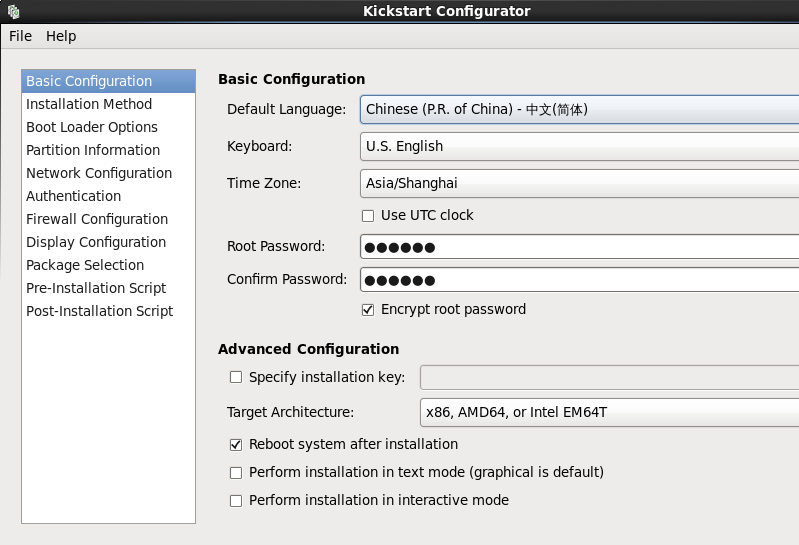 Kickstart Configurator
File Help
Basic Configuration
Installation Method
Boot Loader Options
Partition Information
Network Configuration
Authentication
Firewall Configuration
Display Configuration
Package Selection
Pre-Installation Script
Post-Installation Script
Basic Configuration
Default Language: Chinese (P.R. of China) - 中文(简体)
Keyboard: U.S. English
Time Zone: Asia/Shanghai
Use UTC clock
Root Password: ●●●●●●
Confirm Password: ●●●●●●
Encrypt root password
Advanced Configuration
Specify installation key:
Target Architecture: x86, AMD64, or Intel EM64T
Reboot system after installation
Perform installation in text mode (graphical is default)
Perform installation in interactive mode